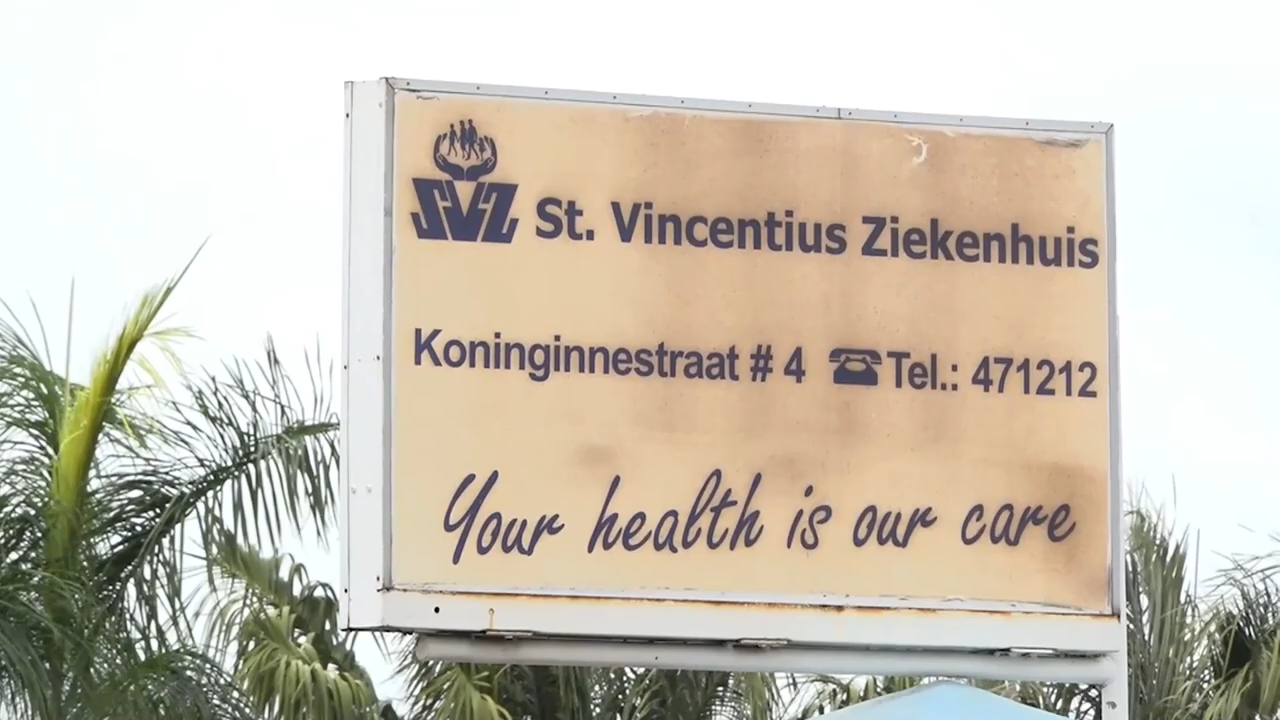 SVZ
St. Vincentius Ziekenhuis
Koninginnestraat # 4 ☎ Tel.: 471212
Your health is our care